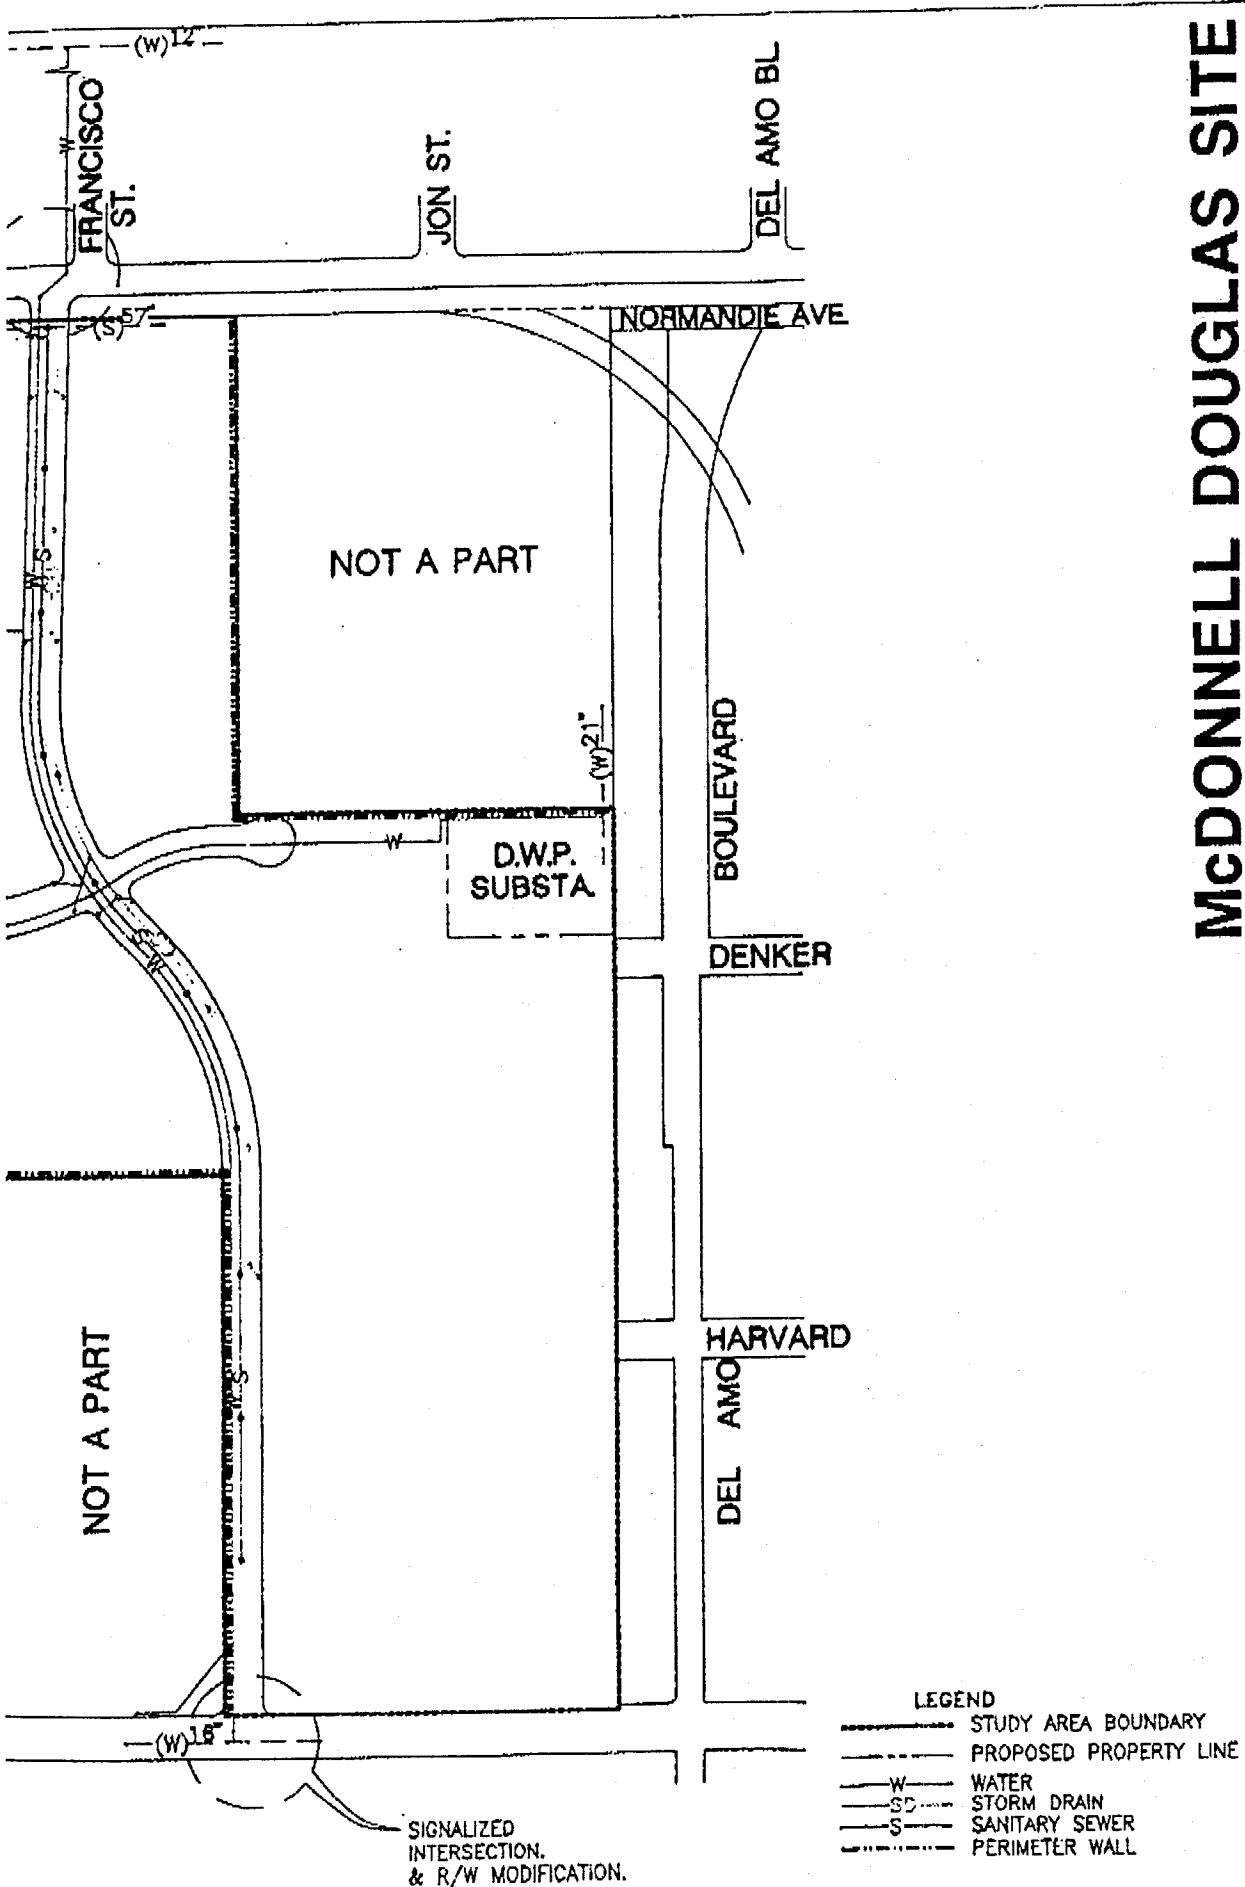 (W) 12"
W
FRANCISCO
ST.
JON ST.
DEL AMO BL
McDONNELL DOUGLAS SITE
(S) 57"
NORMANDIE AVE.
NOT A PART
S
W
(W) 21"
BOULEVARD
W
D.W.P.
SUBSTA.
DENKER
W
HARVARD
DEL AMO
NOT A PART
S
(W)
SIGNALIZED
INTERSECTION.
& R/W MODIFICATION.
LEGEND
STUDY AREA BOUNDARY
PROPOSED PROPERTY LINE
W WATER
SD STORM DRAIN
S SANITARY SEWER
PERIMETER WALL